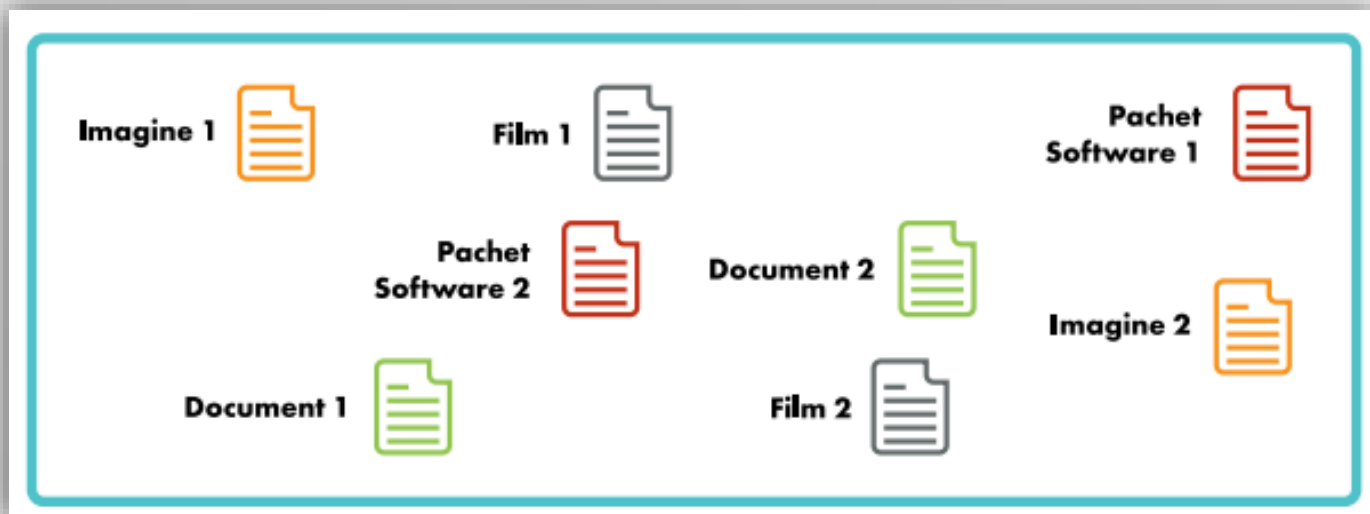 Imagine 1
Film 1
Pachet
Software 1
Pachet
Software 2
Document 2
Imagine 2
Document 1
Film 2